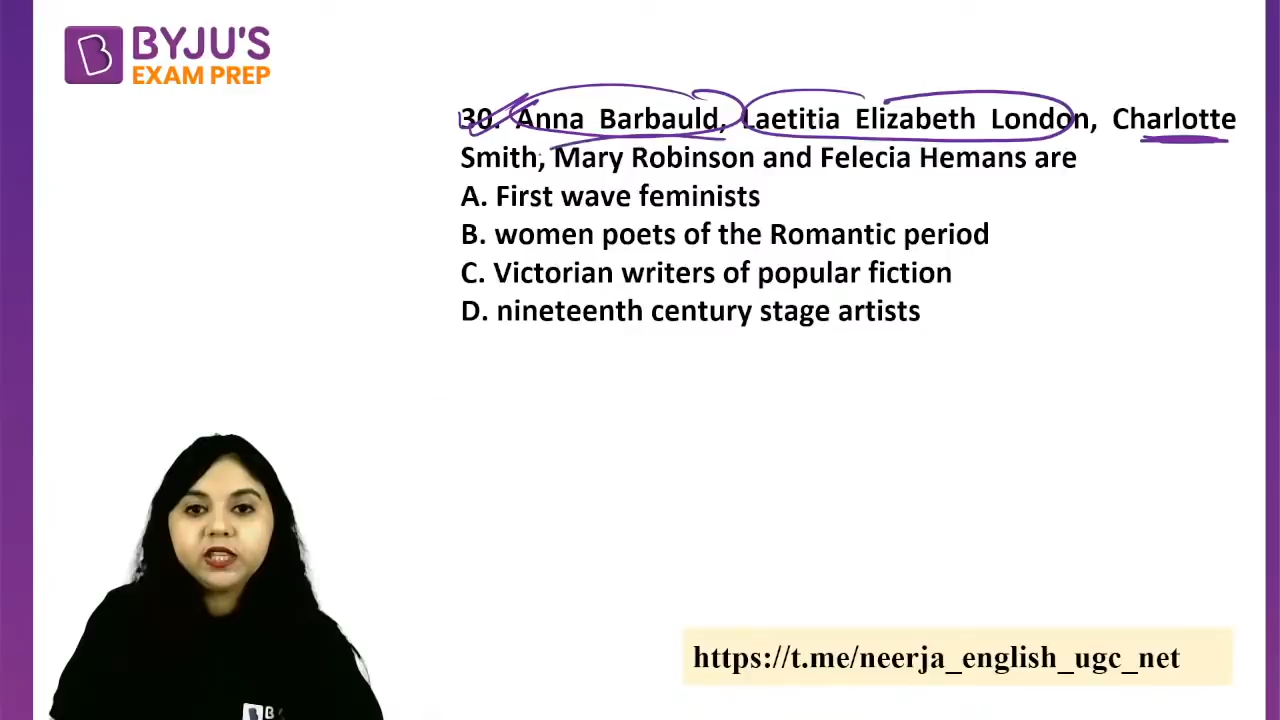 BYJU'S
EXAM PREP
30. Anna Barbauld, Laetitia Elizabeth London, Charlotte
Smith, Mary Robinson and Felecia Hemans are
A. First wave feminists
B. women poets of the Romantic period
C. Victorian writers of popular fiction
D. nineteenth century stage artists
https://t.me/neerja_english_ugc_net